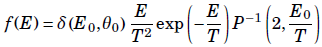 f(E) = δ(E₀,θ₀) E/T² exp(−E/T) P⁻¹(2, E₀/T)